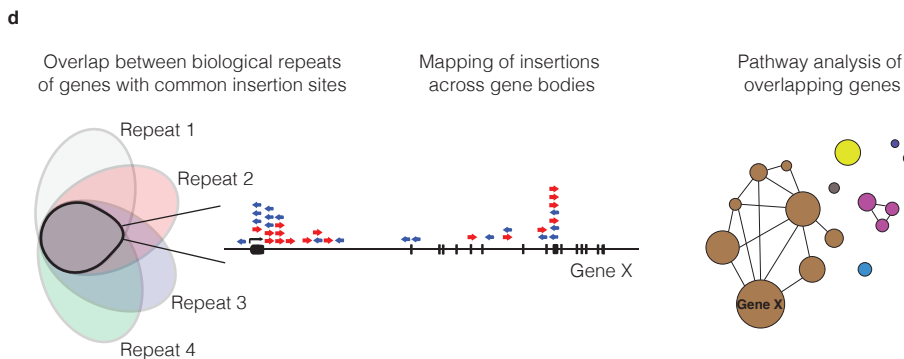 d
Overlap between biological repeats
of genes with common insertion sites
Mapping of insertions
across gene bodies
Pathway analysis of
overlapping genes
Repeat 1
Repeat 2
Repeat 3
Repeat 4
Gene X
Gene X